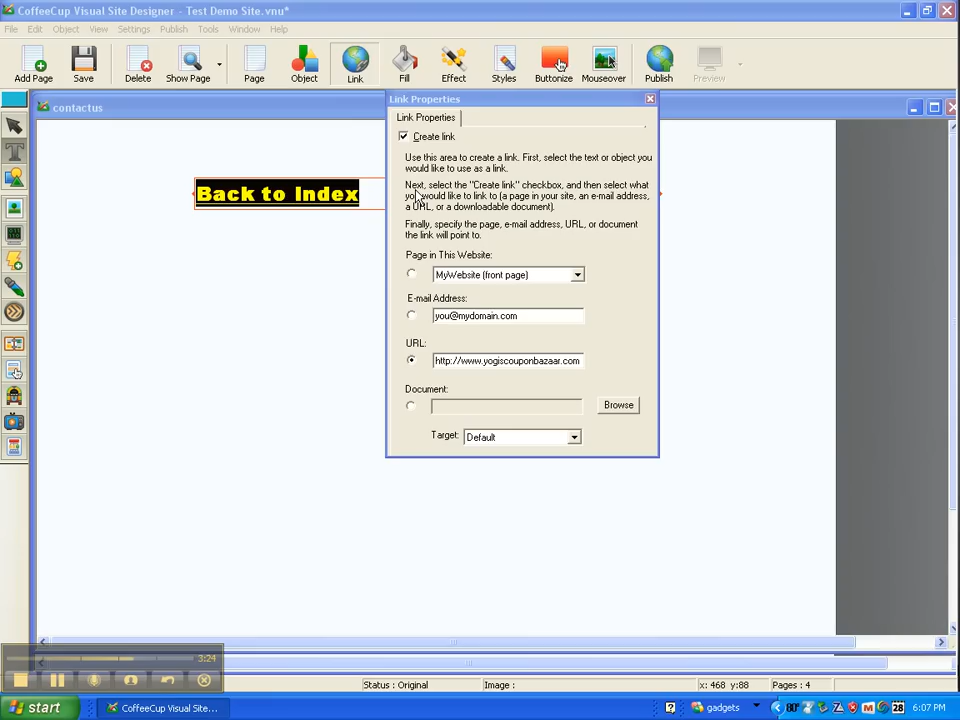 CoffeeCup Visual Site Designer - Test Demo Site.vnu*
File Edit Object View Settings Publish Tools Window Help
Add Page Save Delete Show Page Page Object Link Fill Effect Styles Buttonize Mouseover Publish Preview
contactus
Link Properties
Link Properties
Create link
Use this area to create a link. First, select the text or object you
would like to use as a link.
Back to Index
Next, select the "Create link" checkbox, and then select what
you would like to link to (a page in your site, an e-mail address,
a URL, or a downloadable document).
Finally, specify the page, e-mail address, URL, or document
the link will point to.
Page in This Website:
MyWebsite (front page)
E-mail Address:
you@mydomain.com
URL:
http://www.yogiscouponbazaar.com
Document:
Browse
Target: Default
3:24
Status : Original Image : x: 468 y:88 Pages : 4
start CoffeeCup Visual Site... gadgets 80° 28 6:07 PM